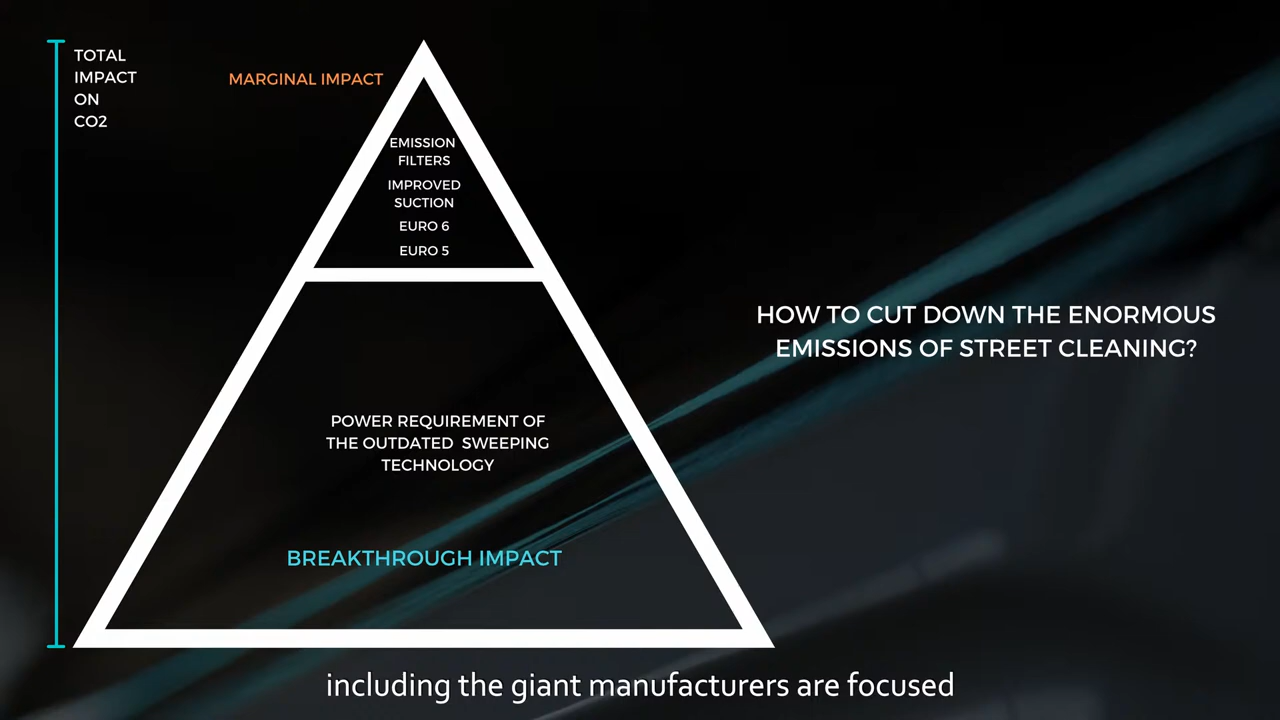 TOTAL
IMPACT
ON
CO2
MARGINAL IMPACT
EMISSION
FILTERS
IMPROVED
SUCTION
EURO 6
EURO 5
HOW TO CUT DOWN THE ENORMOUS
EMISSIONS OF STREET CLEANING?
POWER REQUIREMENT OF
THE OUTDATED SWEEPING
TECHNOLOGY
BREAKTHROUGH IMPACT
including the giant manufacturers are focused